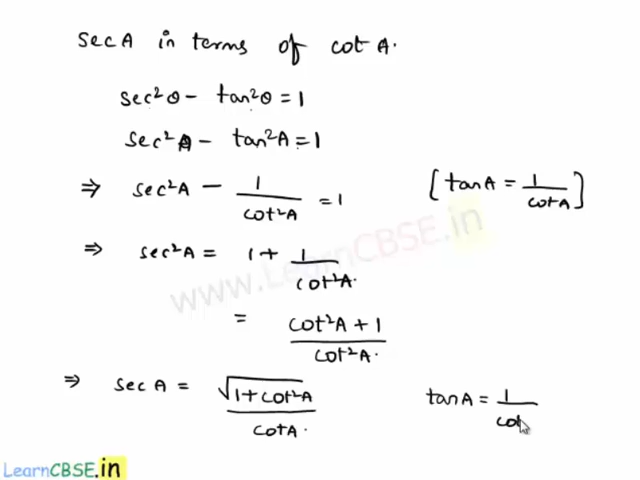 sec A in terms of cot A.
sec²θ − tan²θ = 1
sec²A − tan²A = 1
⇒ sec²A − 1/cot²A = 1 [tan A = 1/cot A]
⇒ sec²A = 1 + 1/cot²A.
= cot²A + 1/cot²A.
⇒ sec A = √1 + cot²A/cot A. tan A = 1/cot
www.LearnCBSE.in
LearnCBSE.in